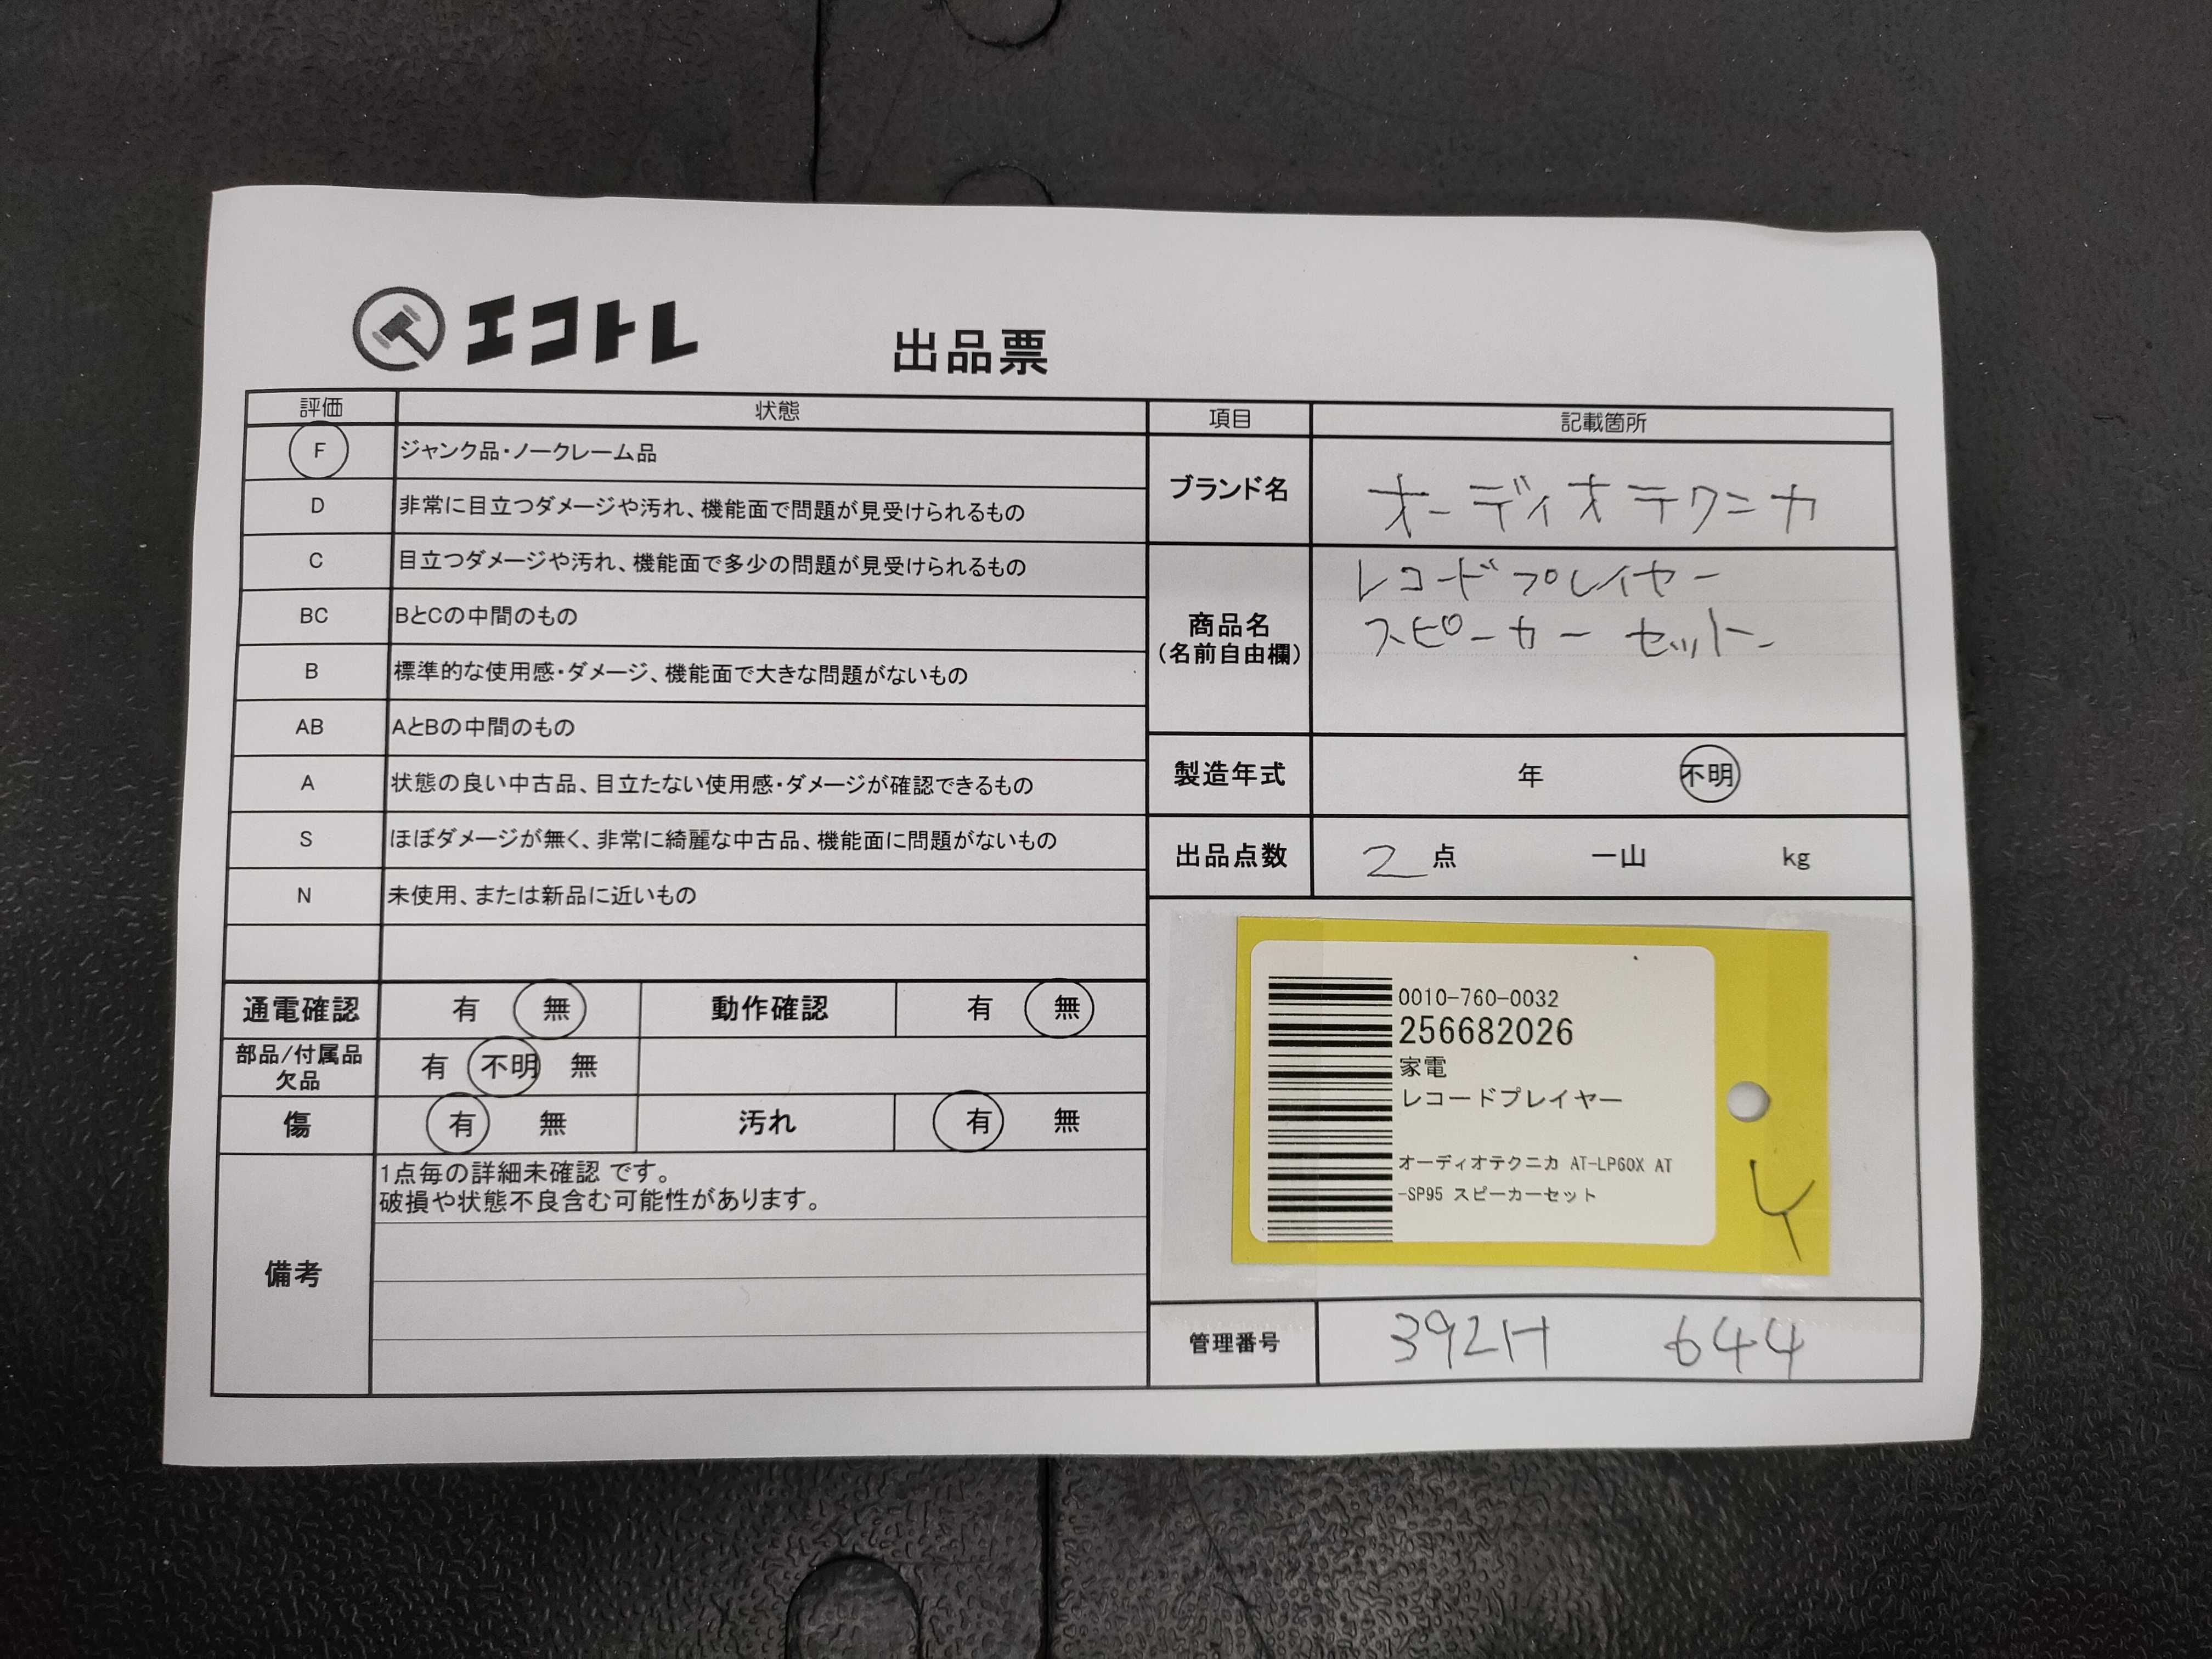 エコトレ
出品票
評価 状態
F ジャンク品・ノークレーム品
D 非常に目立つダメージや汚れ、機能面で問題が見受けられるもの
C 目立つダメージや汚れ、機能面で多少の問題が見受けられるもの
BC BとCの中間のもの
B 標準的な使用感・ダメージ、機能面で大きな問題がないもの
AB AとBの中間のもの
A 状態の良い中古品、目立たない使用感・ダメージが確認できるもの
S ほぼダメージが無く、非常に綺麗な中古品、機能面に問題がないもの
N 未使用、または新品に近いもの
通電確認 有 無 動作確認 有 無
部品/付属品
欠品 有 不明 無
傷 有 無 汚れ 有 無
備考
1点毎の詳細未確認 です。
破損や状態不良含む可能性があります。
項目 記載箇所
ブランド名 オーディオテクニカ
商品名
(名前自由欄)
レコードプレイヤー
スピーカーセット
製造年式 年 不明
出品点数 2 点 一山 kg
0010-760-0032
256682026
家電
レコードプレイヤー
オーディオテクニカ AT-LP60X AT
-SP95 スピーカーセット
Y
管理番号 392H 644